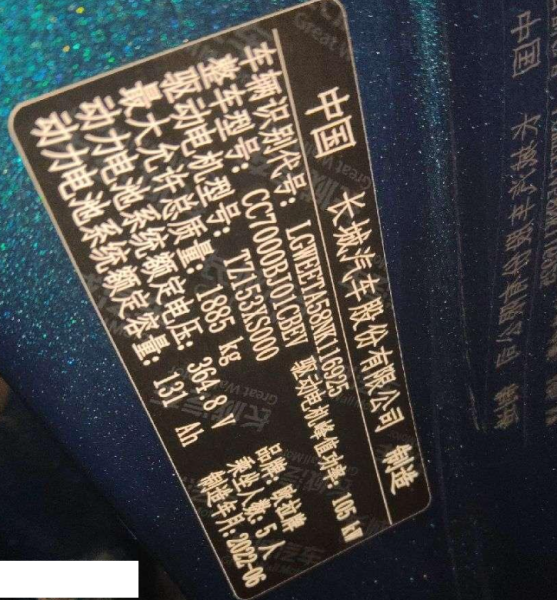 中国 长城汽车股份有限公司 制造
车辆识别代号: LGWEETA58NK116925
整车型号: CC7000BJ01CBEV
驱动电机型号: TZ153XS000 驱动电机峰值功率: 105 kW
最大允许总质量: 1885 kg
动力电池系统额定电压: 364.8 V 品牌: 欧拉牌
动力电池系统额定容量: 131 Ah 乘坐人数: 5人
制造年月: 2022-06